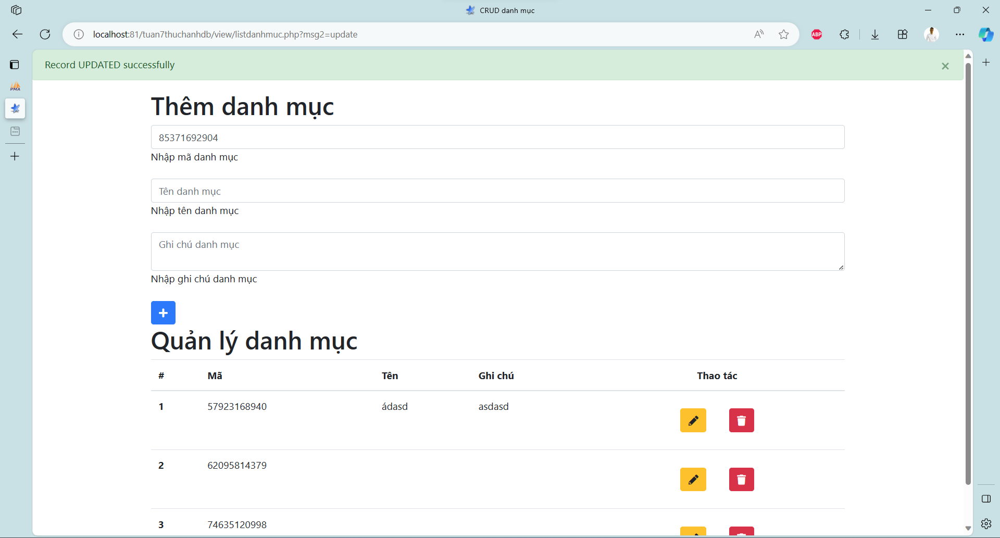 CRUD danh mục
localhost:81/tuan7thuchanhdb/view/listdanhmuc.php?msg2=update
ABP
PMA
Record UPDATED successfully
×
Thêm danh mục
85371692904
Nhập mã danh mục
Tên danh mục
Nhập tên danh mục
Ghi chú danh mục
Nhập ghi chú danh mục
+
Quản lý danh mục
# Mã Tên Ghi chú Thao tác
1 57923168940 ádasd asdasd
2 62095814379
3 74635120998